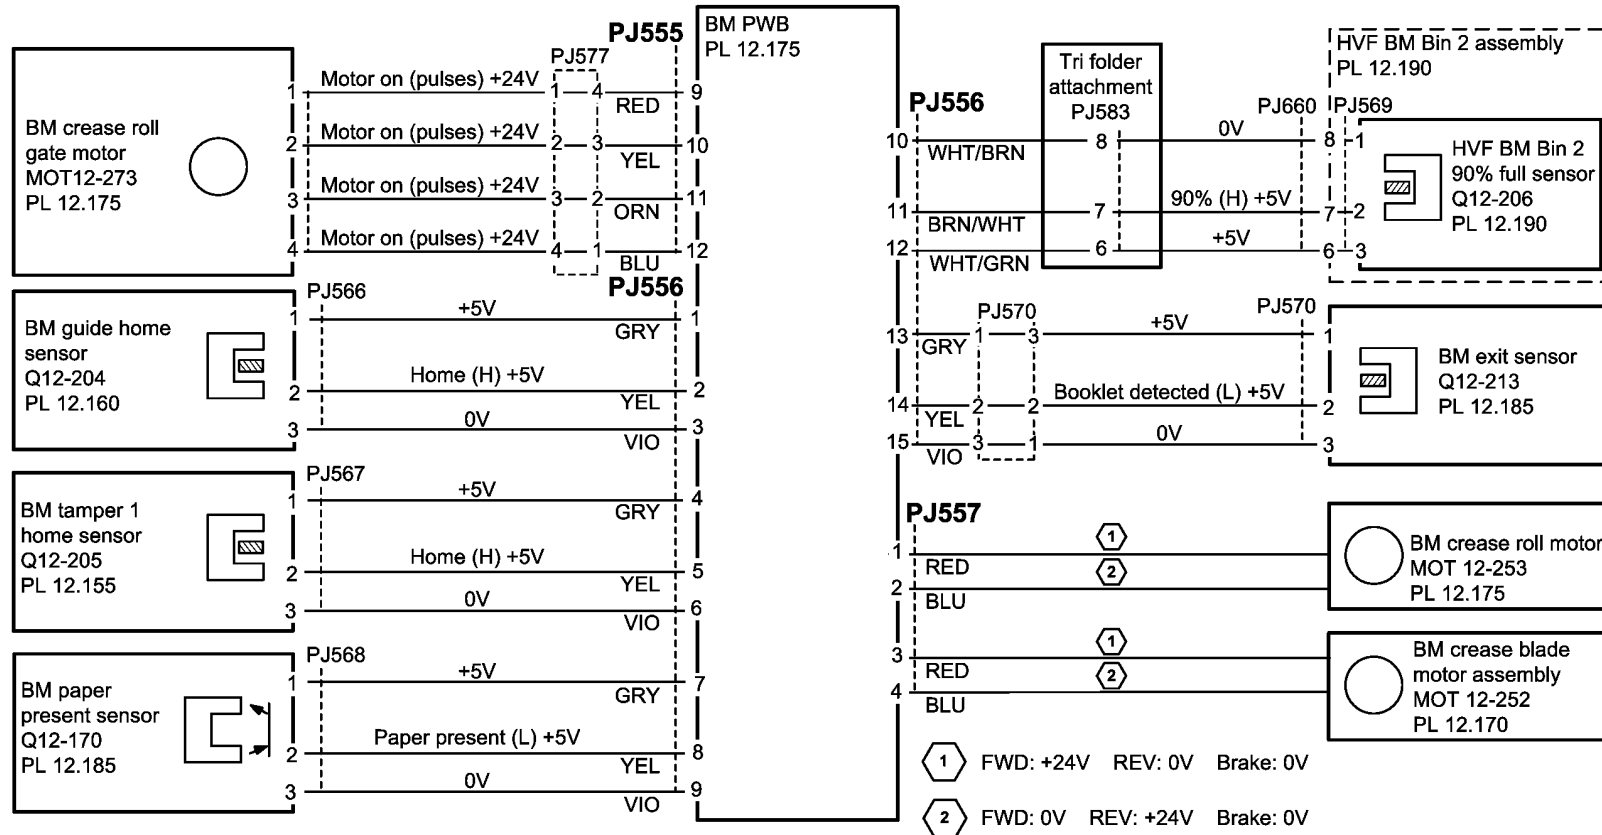 BM PWB
PL 12.175
PJ555
PJ577
BM crease roll
gate motor
MOT12-273
PL 12.175
1 Motor on (pulses) +24V 1 4 RED 9
2 Motor on (pulses) +24V 2 3 YEL 10
3 Motor on (pulses) +24V 3 2 ORN 11
4 Motor on (pulses) +24V 4 1 BLU 12
PJ556
PJ566
BM guide home
sensor
Q12-204
PL 12.160
1 +5V GRY 1
2 Home (H) +5V YEL 2
3 0V VIO 3
PJ567
BM tamper 1
home sensor
Q12-205
PL 12.155
1 +5V GRY 4
2 Home (H) +5V YEL 5
3 0V VIO 6
PJ568
BM paper
present sensor
Q12-170
PL 12.185
1 +5V GRY 7
2 Paper present (L) +5V YEL 8
3 0V VIO 9
PJ556
Tri folder
attachment
PJ583
HVF BM Bin 2 assembly
PL 12.190
PJ660 PJ569
10 WHT/BRN 8 0V 8 1
11 BRN/WHT 7 90% (H) +5V 7 2
12 WHT/GRN 6 +5V 6 3
HVF BM Bin 2
90% full sensor
Q12-206
PL 12.190
PJ570
PJ570
13 GRY 1 3 +5V 1
14 YEL 2 2 Booklet detected (L) +5V 2
15 VIO 3 1 0V 3
BM exit sensor
Q12-213
PL 12.185
PJ557
1 RED 1
2 BLU 2
BM crease roll motor
MOT 12-253
PL 12.175
3 RED 1
4 BLU 2
BM crease blade
motor assembly
MOT 12-252
PL 12.170
1 FWD: +24V REV: 0V Brake: 0V
2 FWD: 0V REV: +24V Brake: 0V